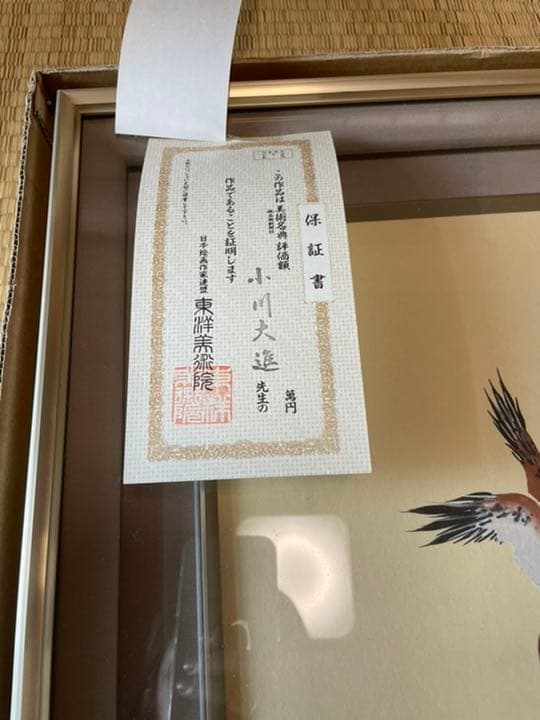 保証書
この作品は美術名典評価額
萬円
小川大進
先生の
作品であることを証明します
日本絵画作家連盟
東洋美術院